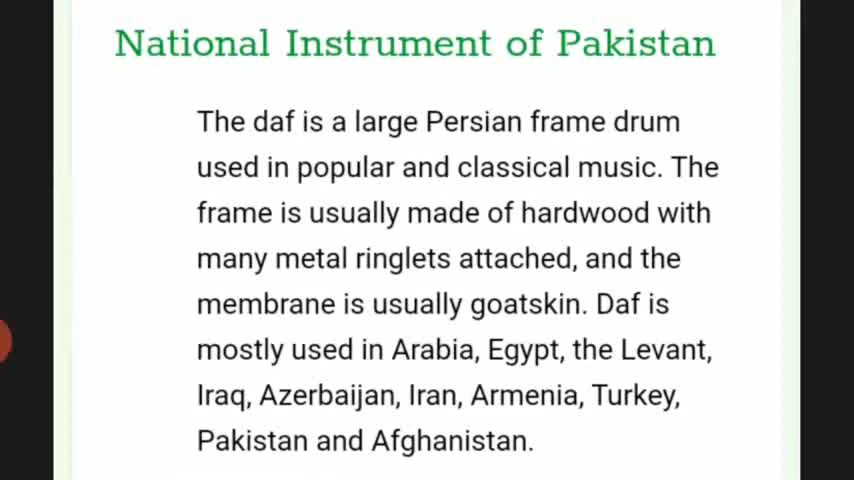 National Instrument of Pakistan
The daf is a large Persian frame drum
used in popular and classical music. The
frame is usually made of hardwood with
many metal ringlets attached, and the
membrane is usually goatskin. Daf is
mostly used in Arabia, Egypt, the Levant,
Iraq, Azerbaijan, Iran, Armenia, Turkey,
Pakistan and Afghanistan.